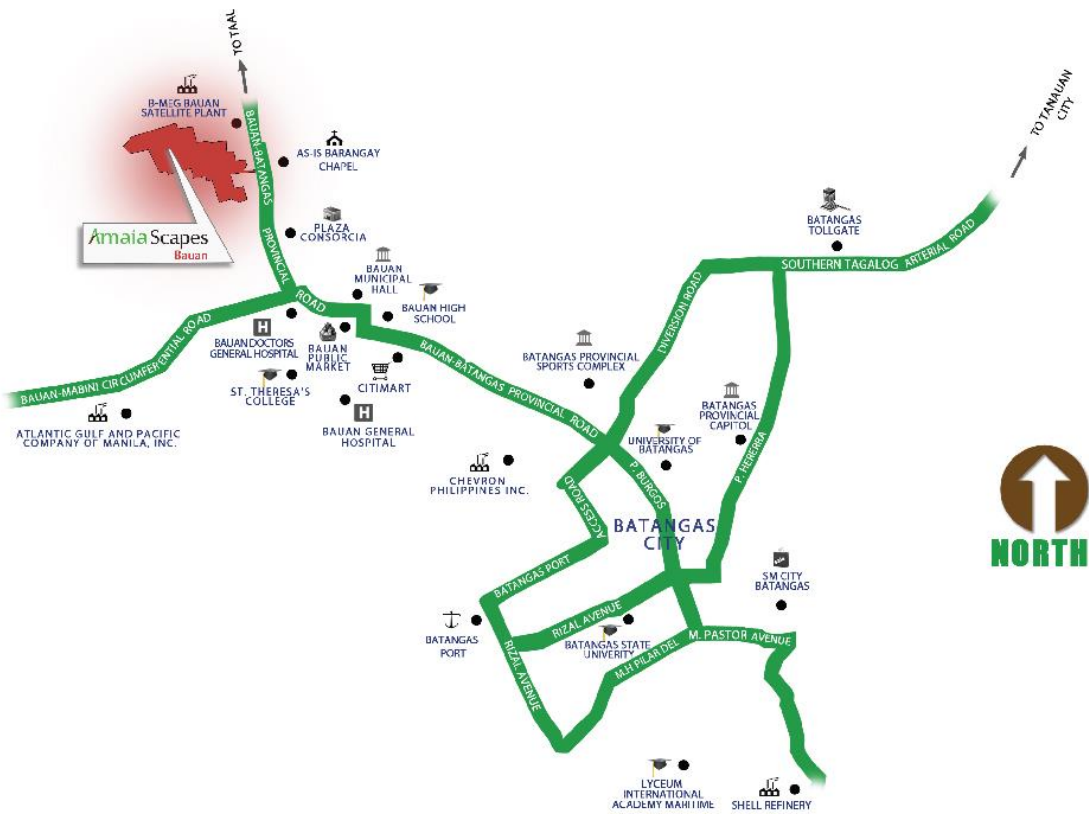 TO TAAL
B-MEG BAUAN
SATELLITE PLANT
BAUAN-BATANGAS
PROVINCIAL
ROAD
AS-IS BARANGAY
CHAPEL
PLAZA
CONSORCIA
Amaia Scapes
Bauan
BAUAN
MUNICIPAL
HALL
BAUAN HIGH
SCHOOL
BAUAN-MABINI CIRCUMFERENTIAL ROAD
H
BAUAN DOCTORS
GENERAL HOSPITAL
BAUAN
PUBLIC
MARKET
CITIMART
ST. THERESA'S
COLLEGE
H
BAUAN GENERAL
HOSPITAL
ATLANTIC GULF AND PACIFIC
COMPANY OF MANILA, INC.
BAUAN-BATANGAS PROVINCIAL ROAD
TO TANAUAN
CITY
BATANGAS
TOLLGATE
SOUTHERN TAGALOG ARTERIAL ROAD
DIVERSION ROAD
BATANGAS PROVINCIAL
SPORTS COMPLEX
BATANGAS
PROVINCIAL
CAPITOL
P. HERERRA
UNIVERSITY OF
BATANGAS
P. BURGOS
CHEVRON
PHILIPPINES INC.
ACCESS ROAD
BATANGAS
CITY
BATANGAS PORT
SM CITY
BATANGAS
RIZAL AVENUE
BATANGAS
PORT
BATANGAS STATE
UNIVERITY
M. PASTOR AVENUE
M.H PILAR DEL
RIZAL AVENUE
LYCEUM
INTERNATIONAL
ACADEMY MARITIME
SHELL REFINERY
NORTH